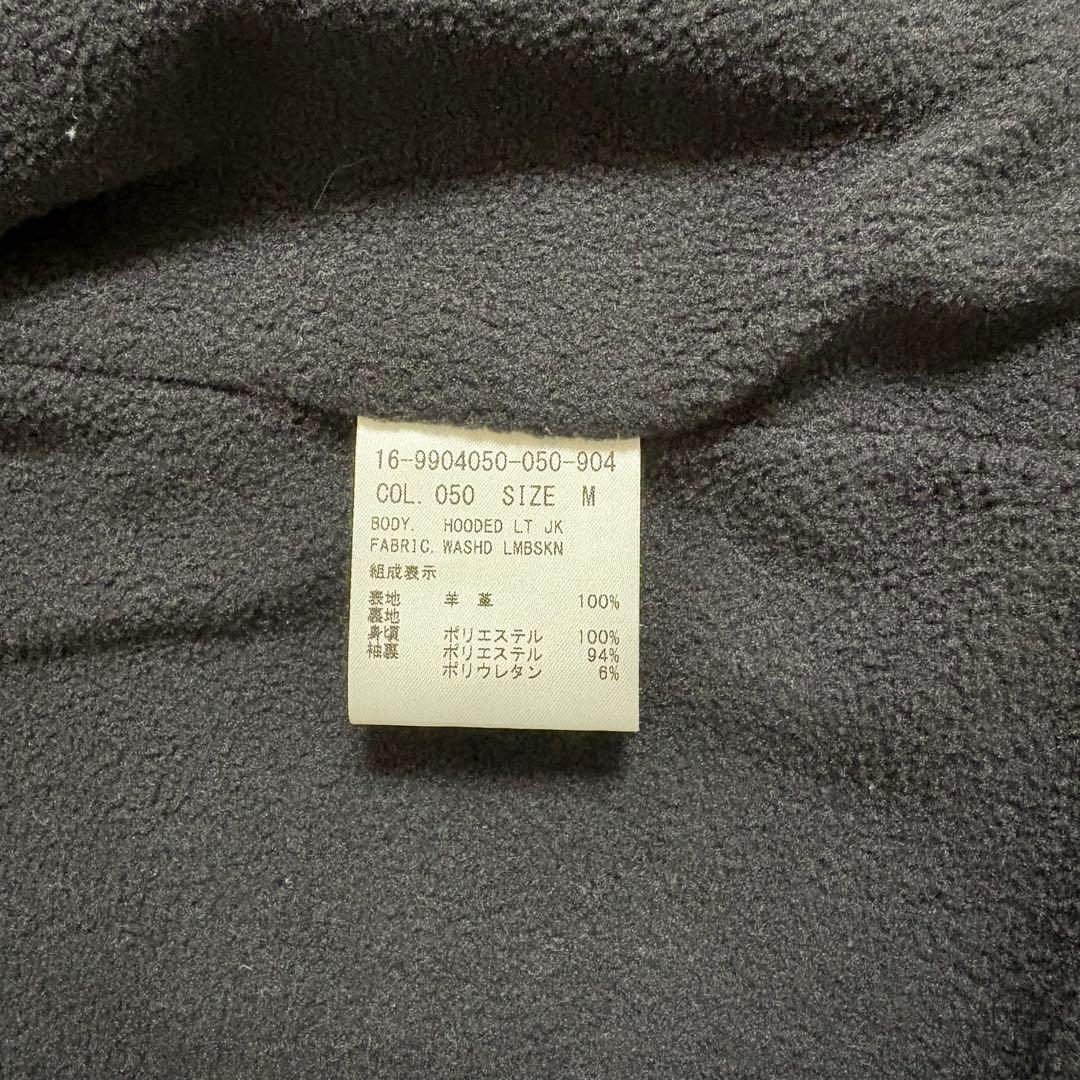 16-9904050-050-904
COL. 050 SIZE M
BODY. HOODED LT JK
FABRIC. WASHD LMBSKN
組成表示
表地 羊 革 100%
裏地
身頃 ポリエステル 100%
袖裏 ポリエステル 94%
ポリウレタン 6%